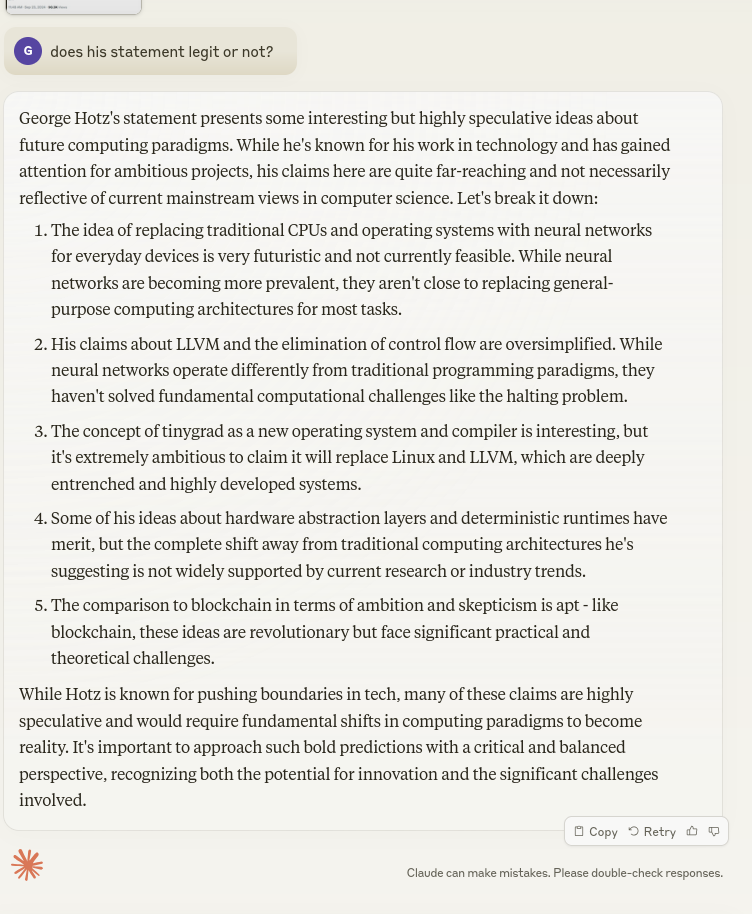 G
does his statement legit or not?
George Hotz's statement presents some interesting but highly speculative ideas about
future computing paradigms. While he's known for his work in technology and has gained
attention for ambitious projects, his claims here are quite far-reaching and not necessarily
reflective of current mainstream views in computer science. Let's break it down:
1. The idea of replacing traditional CPUs and operating systems with neural networks
for everyday devices is very futuristic and not currently feasible. While neural
networks are becoming more prevalent, they aren't close to replacing general-
purpose computing architectures for most tasks.
2. His claims about LLVM and the elimination of control flow are oversimplified. While
neural networks operate differently from traditional programming paradigms, they
haven't solved fundamental computational challenges like the halting problem.
3. The concept of tinygrad as a new operating system and compiler is interesting, but
it's extremely ambitious to claim it will replace Linux and LLVM, which are deeply
entrenched and highly developed systems.
4. Some of his ideas about hardware abstraction layers and deterministic runtimes have
merit, but the complete shift away from traditional computing architectures he's
suggesting is not widely supported by current research or industry trends.
5. The comparison to blockchain in terms of ambition and skepticism is apt - like
blockchain, these ideas are revolutionary but face significant practical and
theoretical challenges.
While Hotz is known for pushing boundaries in tech, many of these claims are highly
speculative and would require fundamental shifts in computing paradigms to become
reality. It's important to approach such bold predictions with a critical and balanced
perspective, recognizing both the potential for innovation and the significant challenges
involved.
Copy Retry
Claude can make mistakes. Please double-check responses.